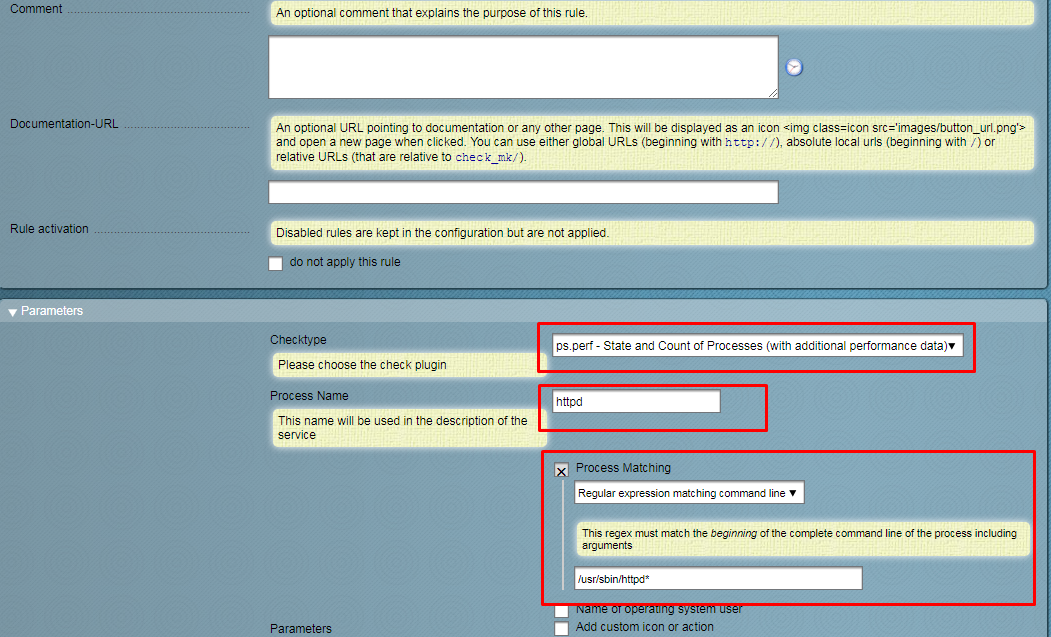 Comment
An optional comment that explains the purpose of this rule.
Documentation-URL
An optional URL pointing to documentation or any other page. This will be displayed as an icon <img class=icon src='images/button_url.png'>
and open a new page when clicked. You can use either global URLs (beginning with http://), absolute local urls (beginning with /) or
relative URLs (that are relative to check_mk/).
Rule activation
Disabled rules are kept in the configuration but are not applied.
do not apply this rule
Parameters
Checktype
ps.perf - State and Count of Processes (with additional performance data)
Please choose the check plugin
Process Name
httpd
This name will be used in the description of the
service
Process Matching
Regular expression matching command line
This regex must match the beginning of the complete command line of the process including
arguments
/usr/sbin/httpd*
Name of operating system user
Parameters
Add custom icon or action